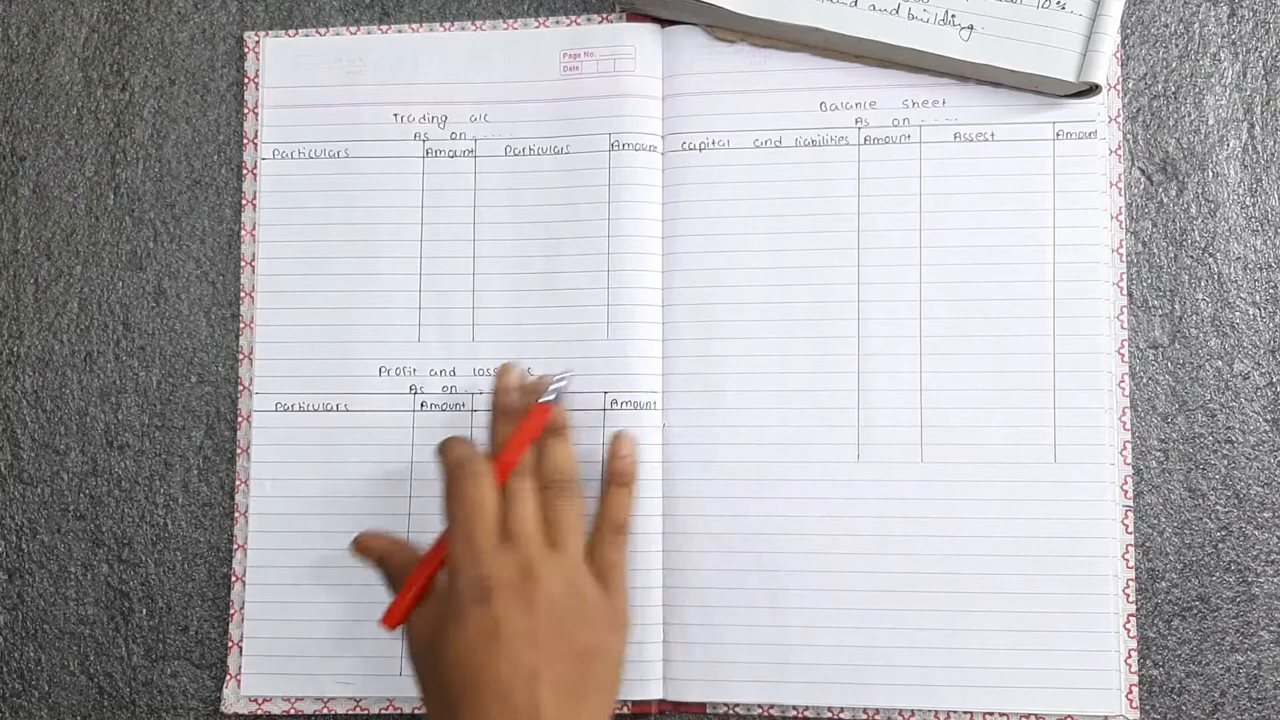 10%
and building.
Page No.
Date
Trading a/c
As on ----
Particulars Amount Particulars Amount
Profit and loss
As on
Particulars Amount Amount
Balance Sheet
As on ----
capital and liabilities Amount Assest Amount